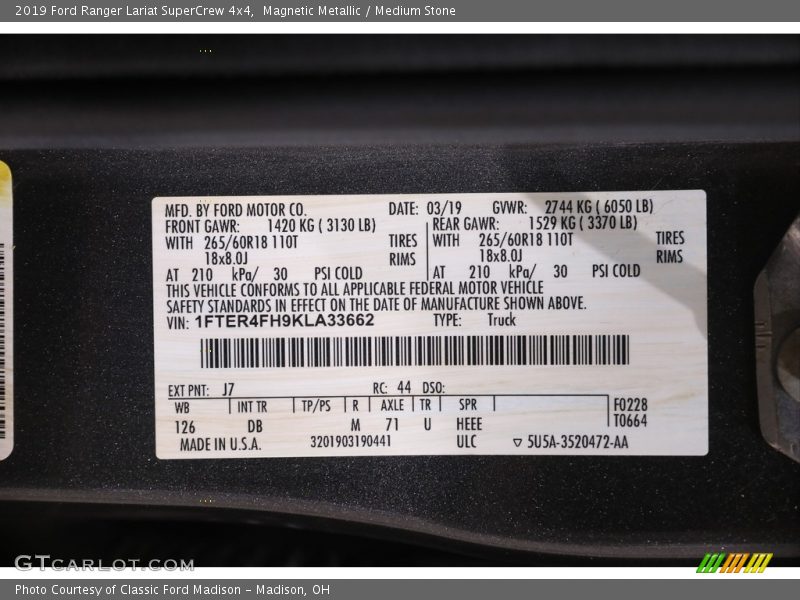 2019 Ford Ranger Lariat SuperCrew 4x4,  Magnetic Metallic / Medium Stone
MFD. BY FORD MOTOR CO. DATE: 03/19 GVWR: 2744 KG ( 6050 LB)
FRONT GAWR: 1420 KG ( 3130 LB) REAR GAWR: 1529 KG ( 3370 LB)
WITH 265/60R18 110T TIRES WITH 265/60R18 110T TIRES
18x8.0J RIMS 18x8.0J RIMS
AT 210 kPa/ 30 PSI COLD AT 210 kPa/ 30 PSI COLD
THIS VEHICLE CONFORMS TO ALL APPLICABLE FEDERAL MOTOR VEHICLE
SAFETY STANDARDS IN EFFECT ON THE DATE OF MANUFACTURE SHOWN ABOVE.
VIN: 1FTER4FH9KLA33662 TYPE: Truck
EXT PNT: J7 RC: 44 DSO:
WB INT TR TP/PS R AXLE TR SPR F0228
126 DB M 71 U HEEE T0664
MADE IN U.S.A. 3201903190441 ULC ▽ 5U5A-3520472-AA
GTCARLOT.COM
Photo Courtesy of Classic Ford Madison - Madison, OH